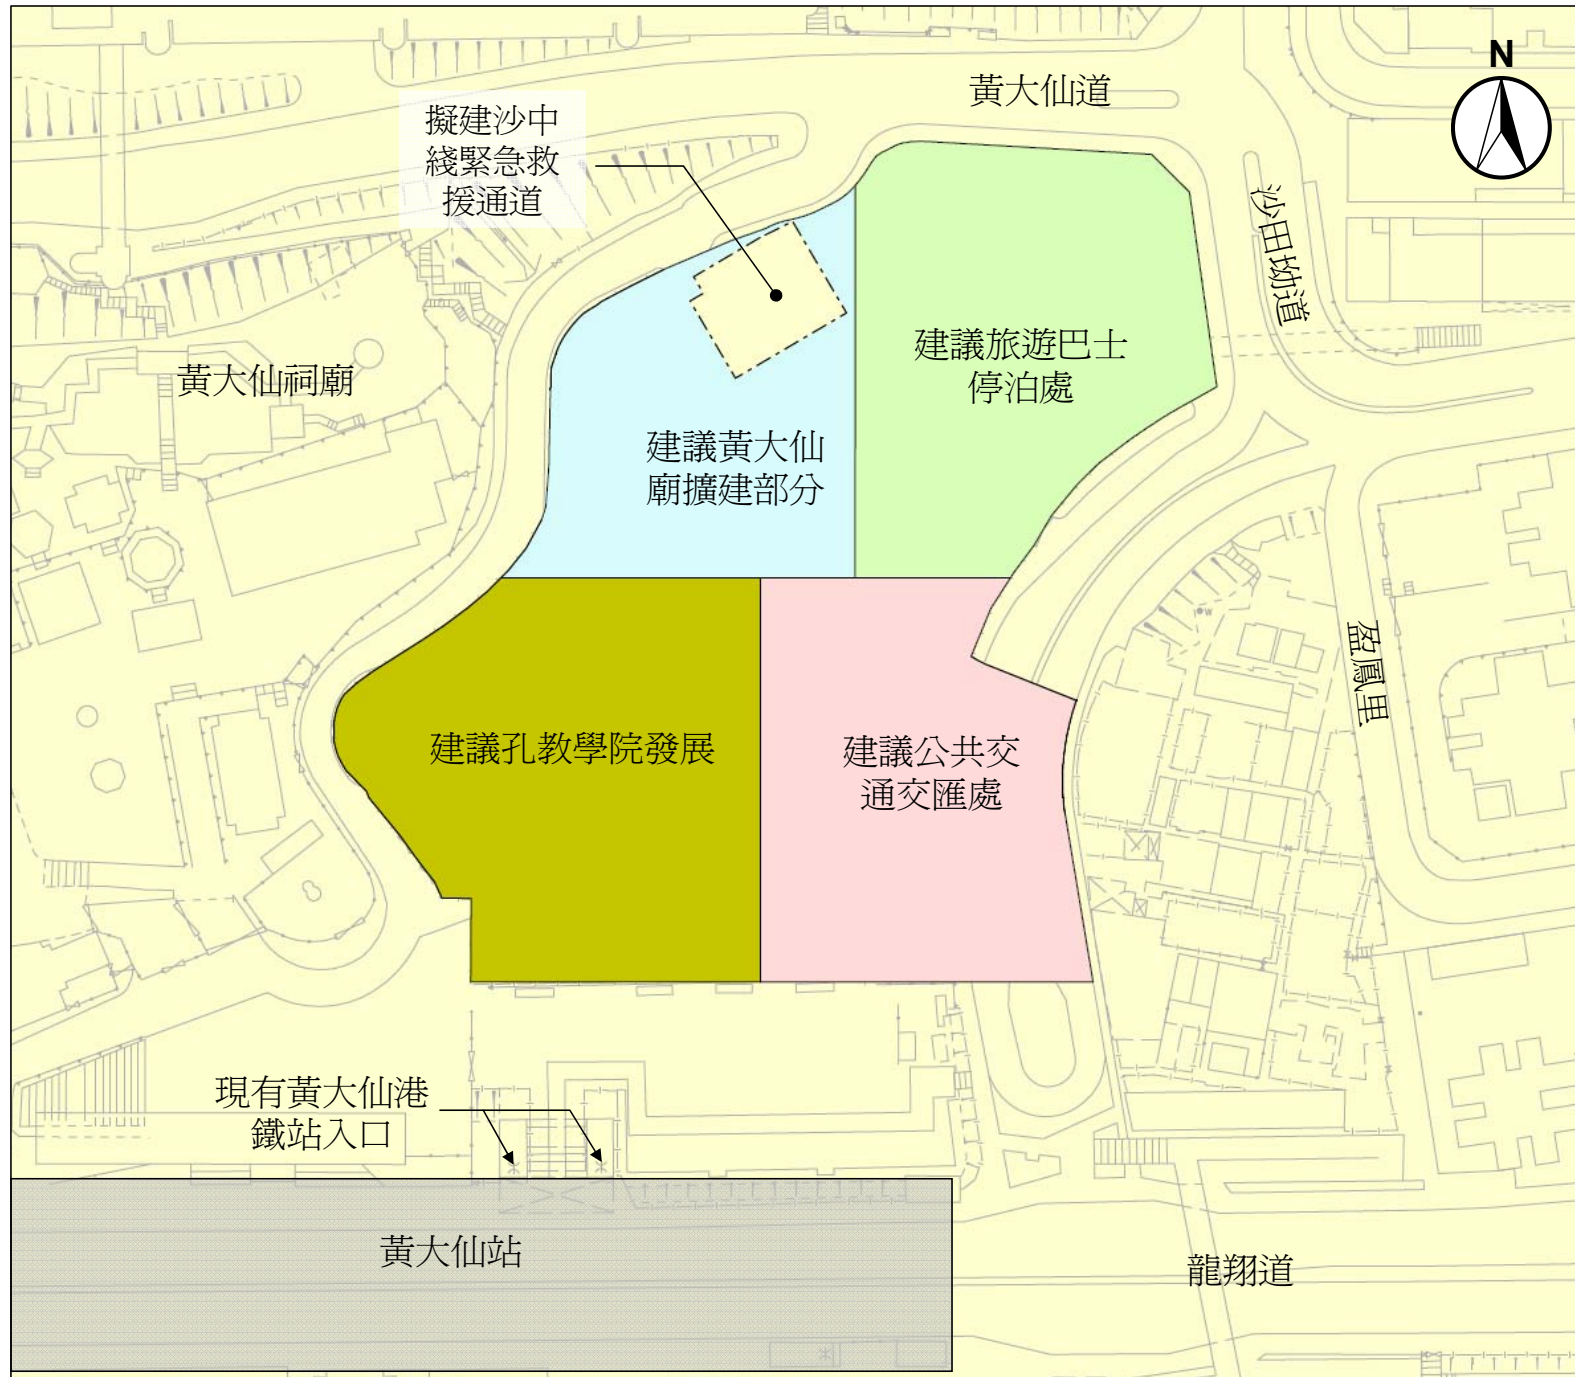 N
黃大仙道
擬建沙中
綫緊急救
援通道
沙田坳道
建議旅遊巴士
停泊處
黃大仙祠廟
建議黃大仙
廟擴建部分
盈鳳里
建議孔教學院發展
建議公共交
通交匯處
現有黃大仙港
鐵站入口
黃大仙站
龍翔道